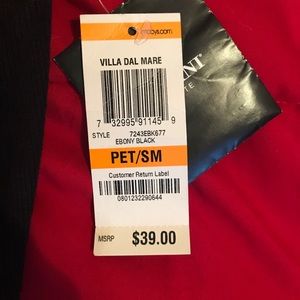 macys.com
VILLA DAL MARE
7 32995 91145 9
STYLE 7243EBK677
EBONY BLACK
PET/SM
Customer Return Label
0801232290644
MSRP $39.00